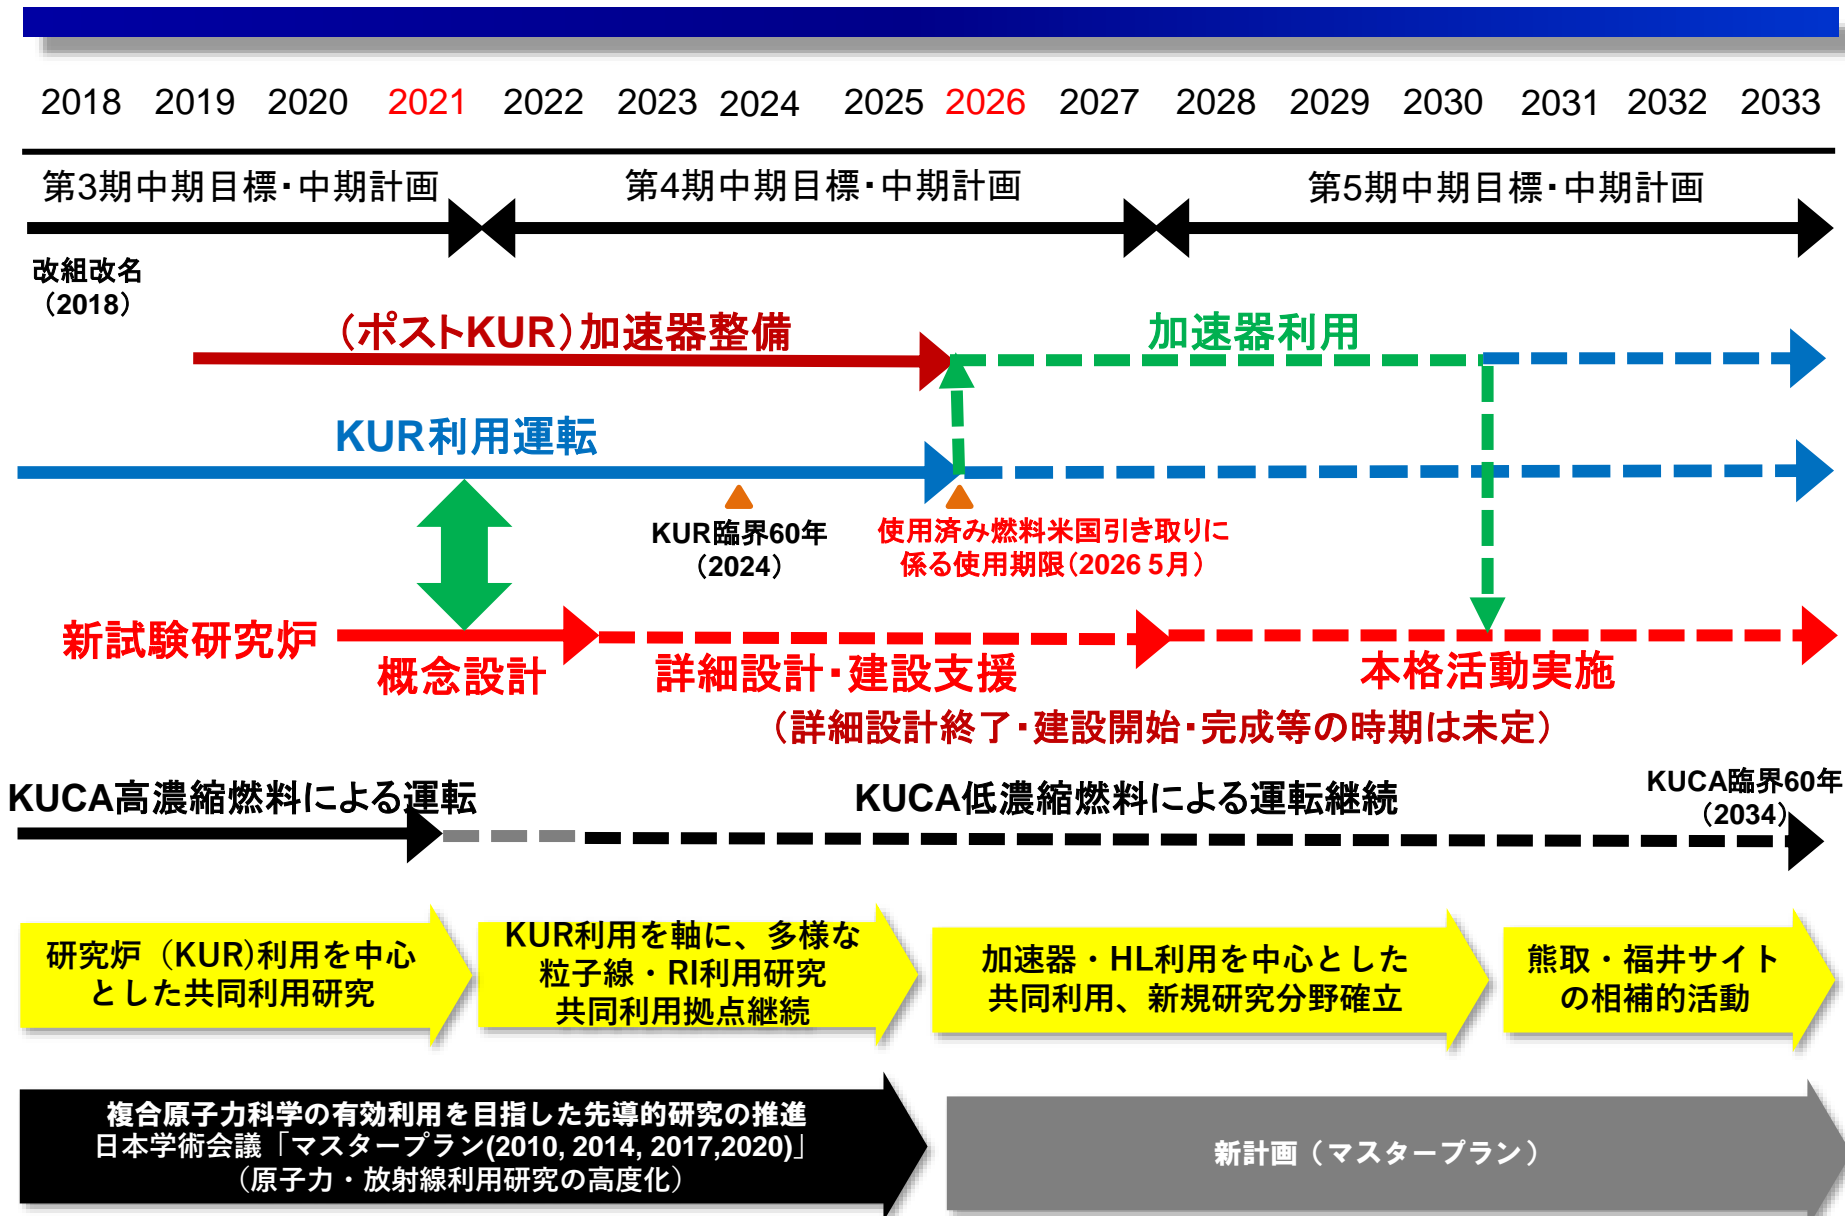 2018 2019 2020 2021 2022 2023 2024 2025 2026 2027 2028 2029 2030 2031 2032 2033
第3期中期目標・中期計画
第4期中期目標・中期計画
第5期中期目標・中期計画
改組改名
（2018）
（ポストKUR）加速器整備
加速器利用
KUR利用運転
KUR臨界60年
（2024）
使用済み燃料米国引き取りに
係る使用期限（2026 5月）
新試験研究炉
概念設計
詳細設計・建設支援
本格活動実施
（詳細設計終了・建設開始・完成等の時期は未定）
KUCA高濃縮燃料による運転
KUCA低濃縮燃料による運転継続
KUCA臨界60年
（2034）
研究炉（KUR)利用を中心
とした共同利用研究
KUR利用を軸に、多様な
粒子線・RI利用研究
共同利用拠点継続
加速器・HL利用を中心とした
共同利用、新規研究分野確立
熊取・福井サイト
の相補的活動
複合原子力科学の有効利用を目指した先導的研究の推進
日本学術会議「マスタープラン(2010, 2014, 2017,2020)」
（原子力・放射線利用研究の高度化）
新計画（マスタープラン）